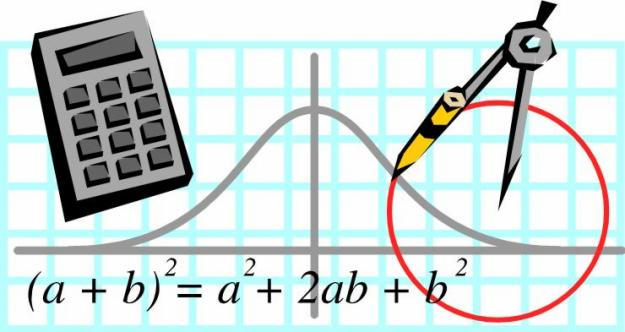 (a + b)² = a² + 2ab + b²